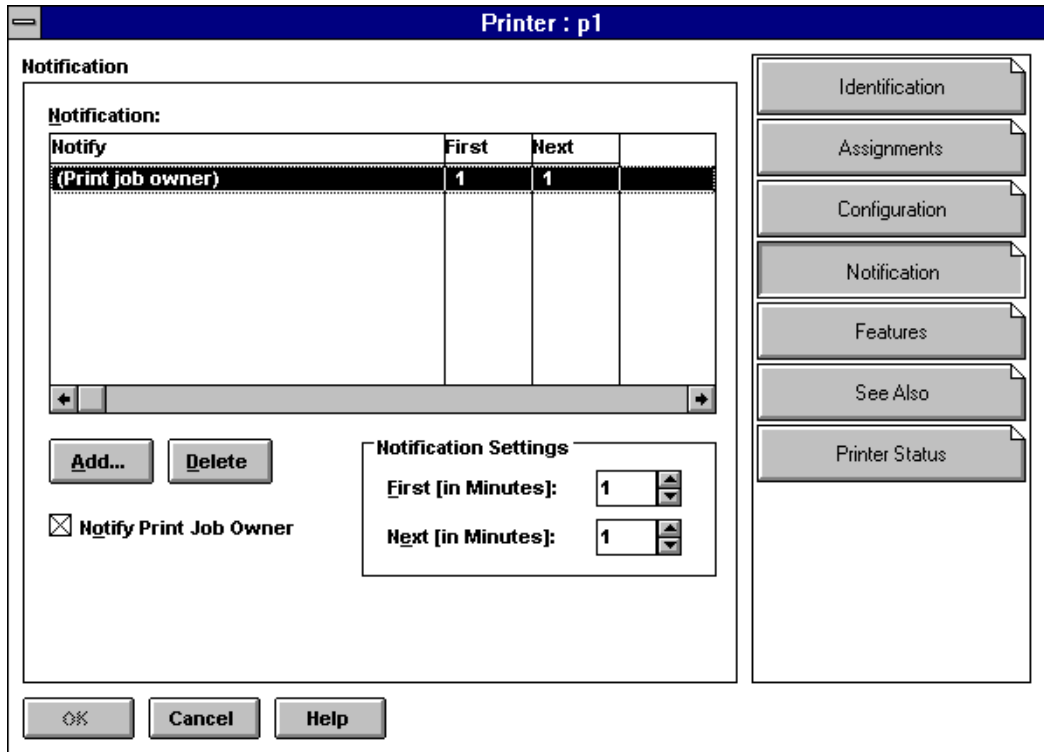 Printer : p1
Notification
Notification:
Notify First Next
(Print job owner) 1 1
Add... Delete
Notify Print Job Owner
Notification Settings
First [in Minutes]: 1
Next [in Minutes]: 1
Identification
Assignments
Configuration
Notification
Features
See Also
Printer Status
OK Cancel Help